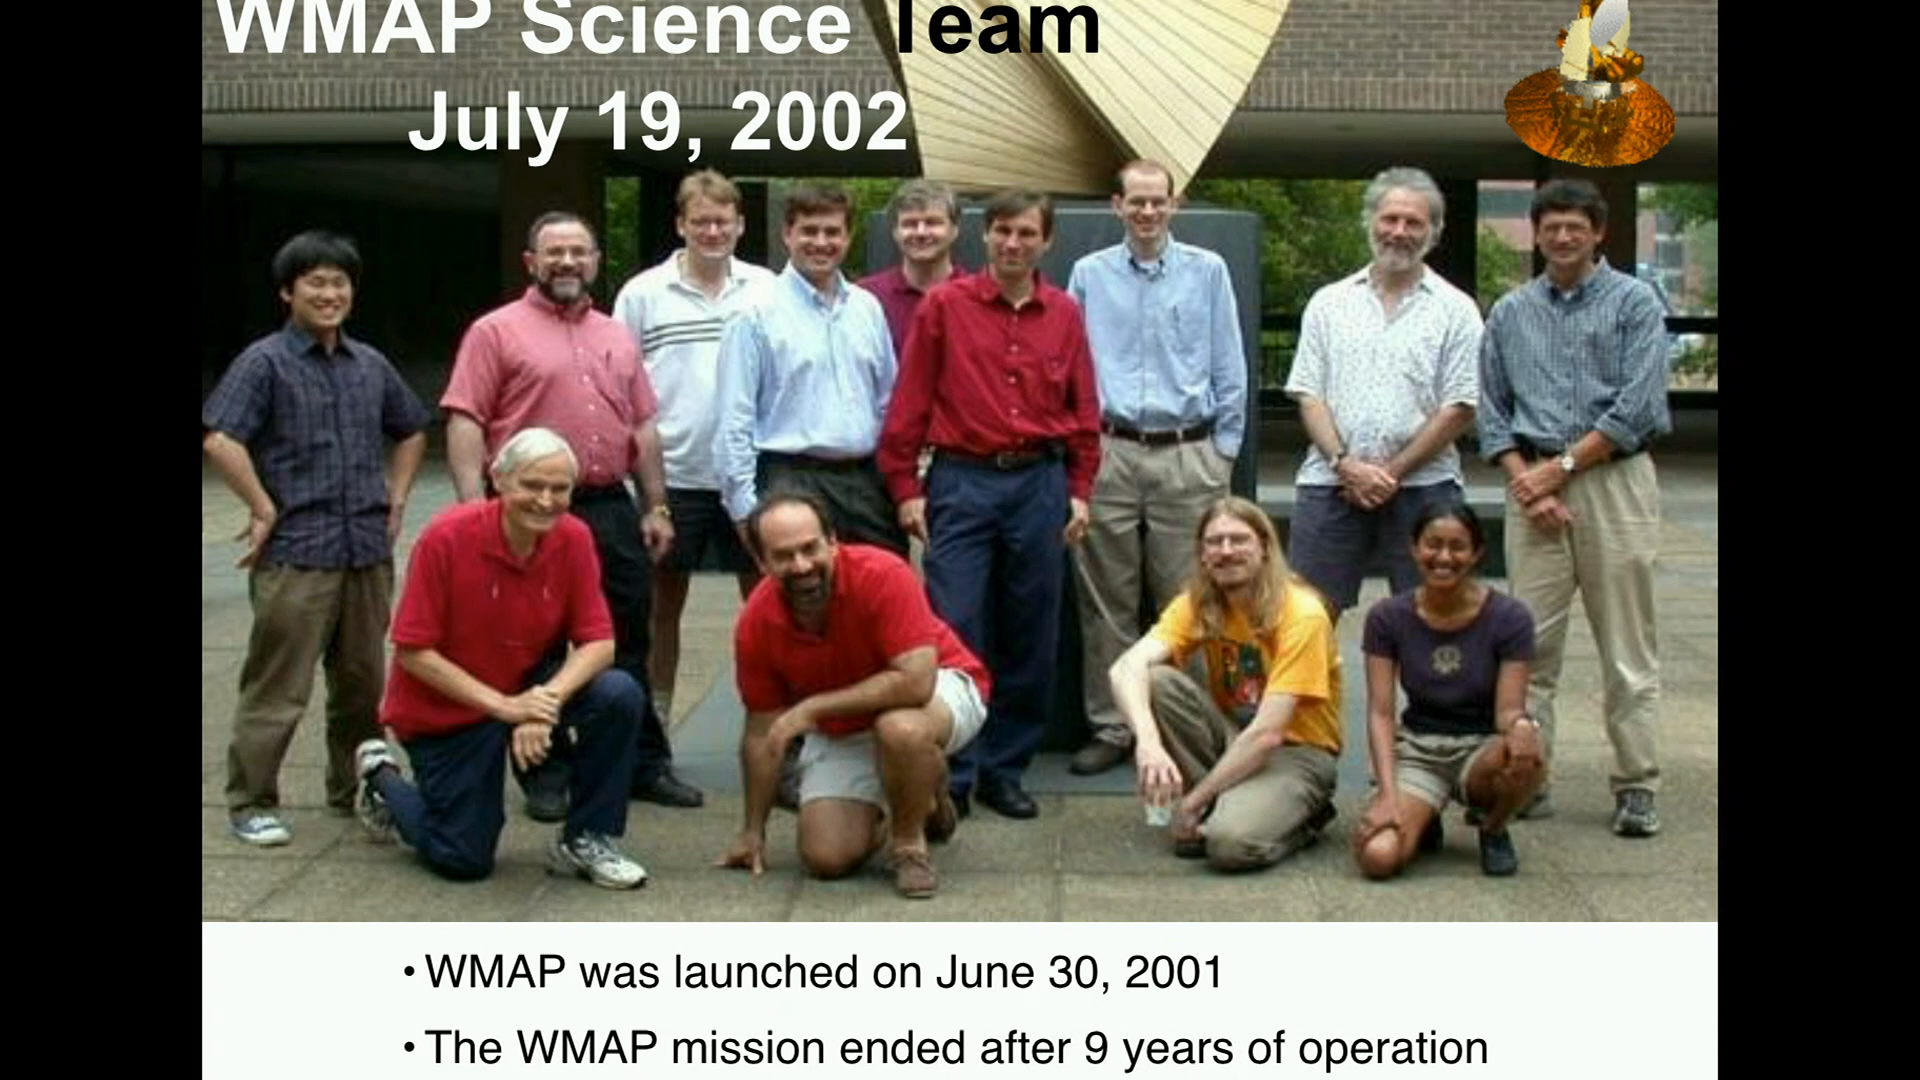 WMAP Science Team
July 19, 2002
• WMAP was launched on June 30, 2001
• The WMAP mission ended after 9 years of operation